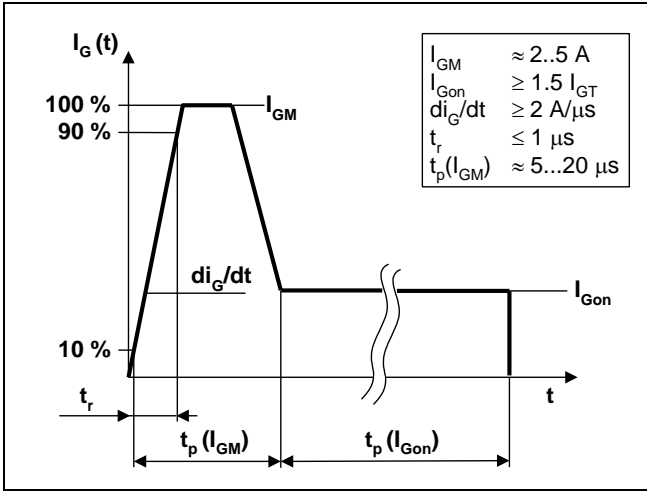 I_G (t)
100 %
90 %
I_GM
di_G/dt
I_Gon
10 %
t
t_r
t_p (I_GM)
t_p (I_Gon)
I_GM ≈ 2..5 A
I_Gon ≥ 1.5 I_GT
di_G/dt ≥ 2 A/μs
t_r ≤ 1 μs
t_p(I_GM) ≈ 5...20 μs